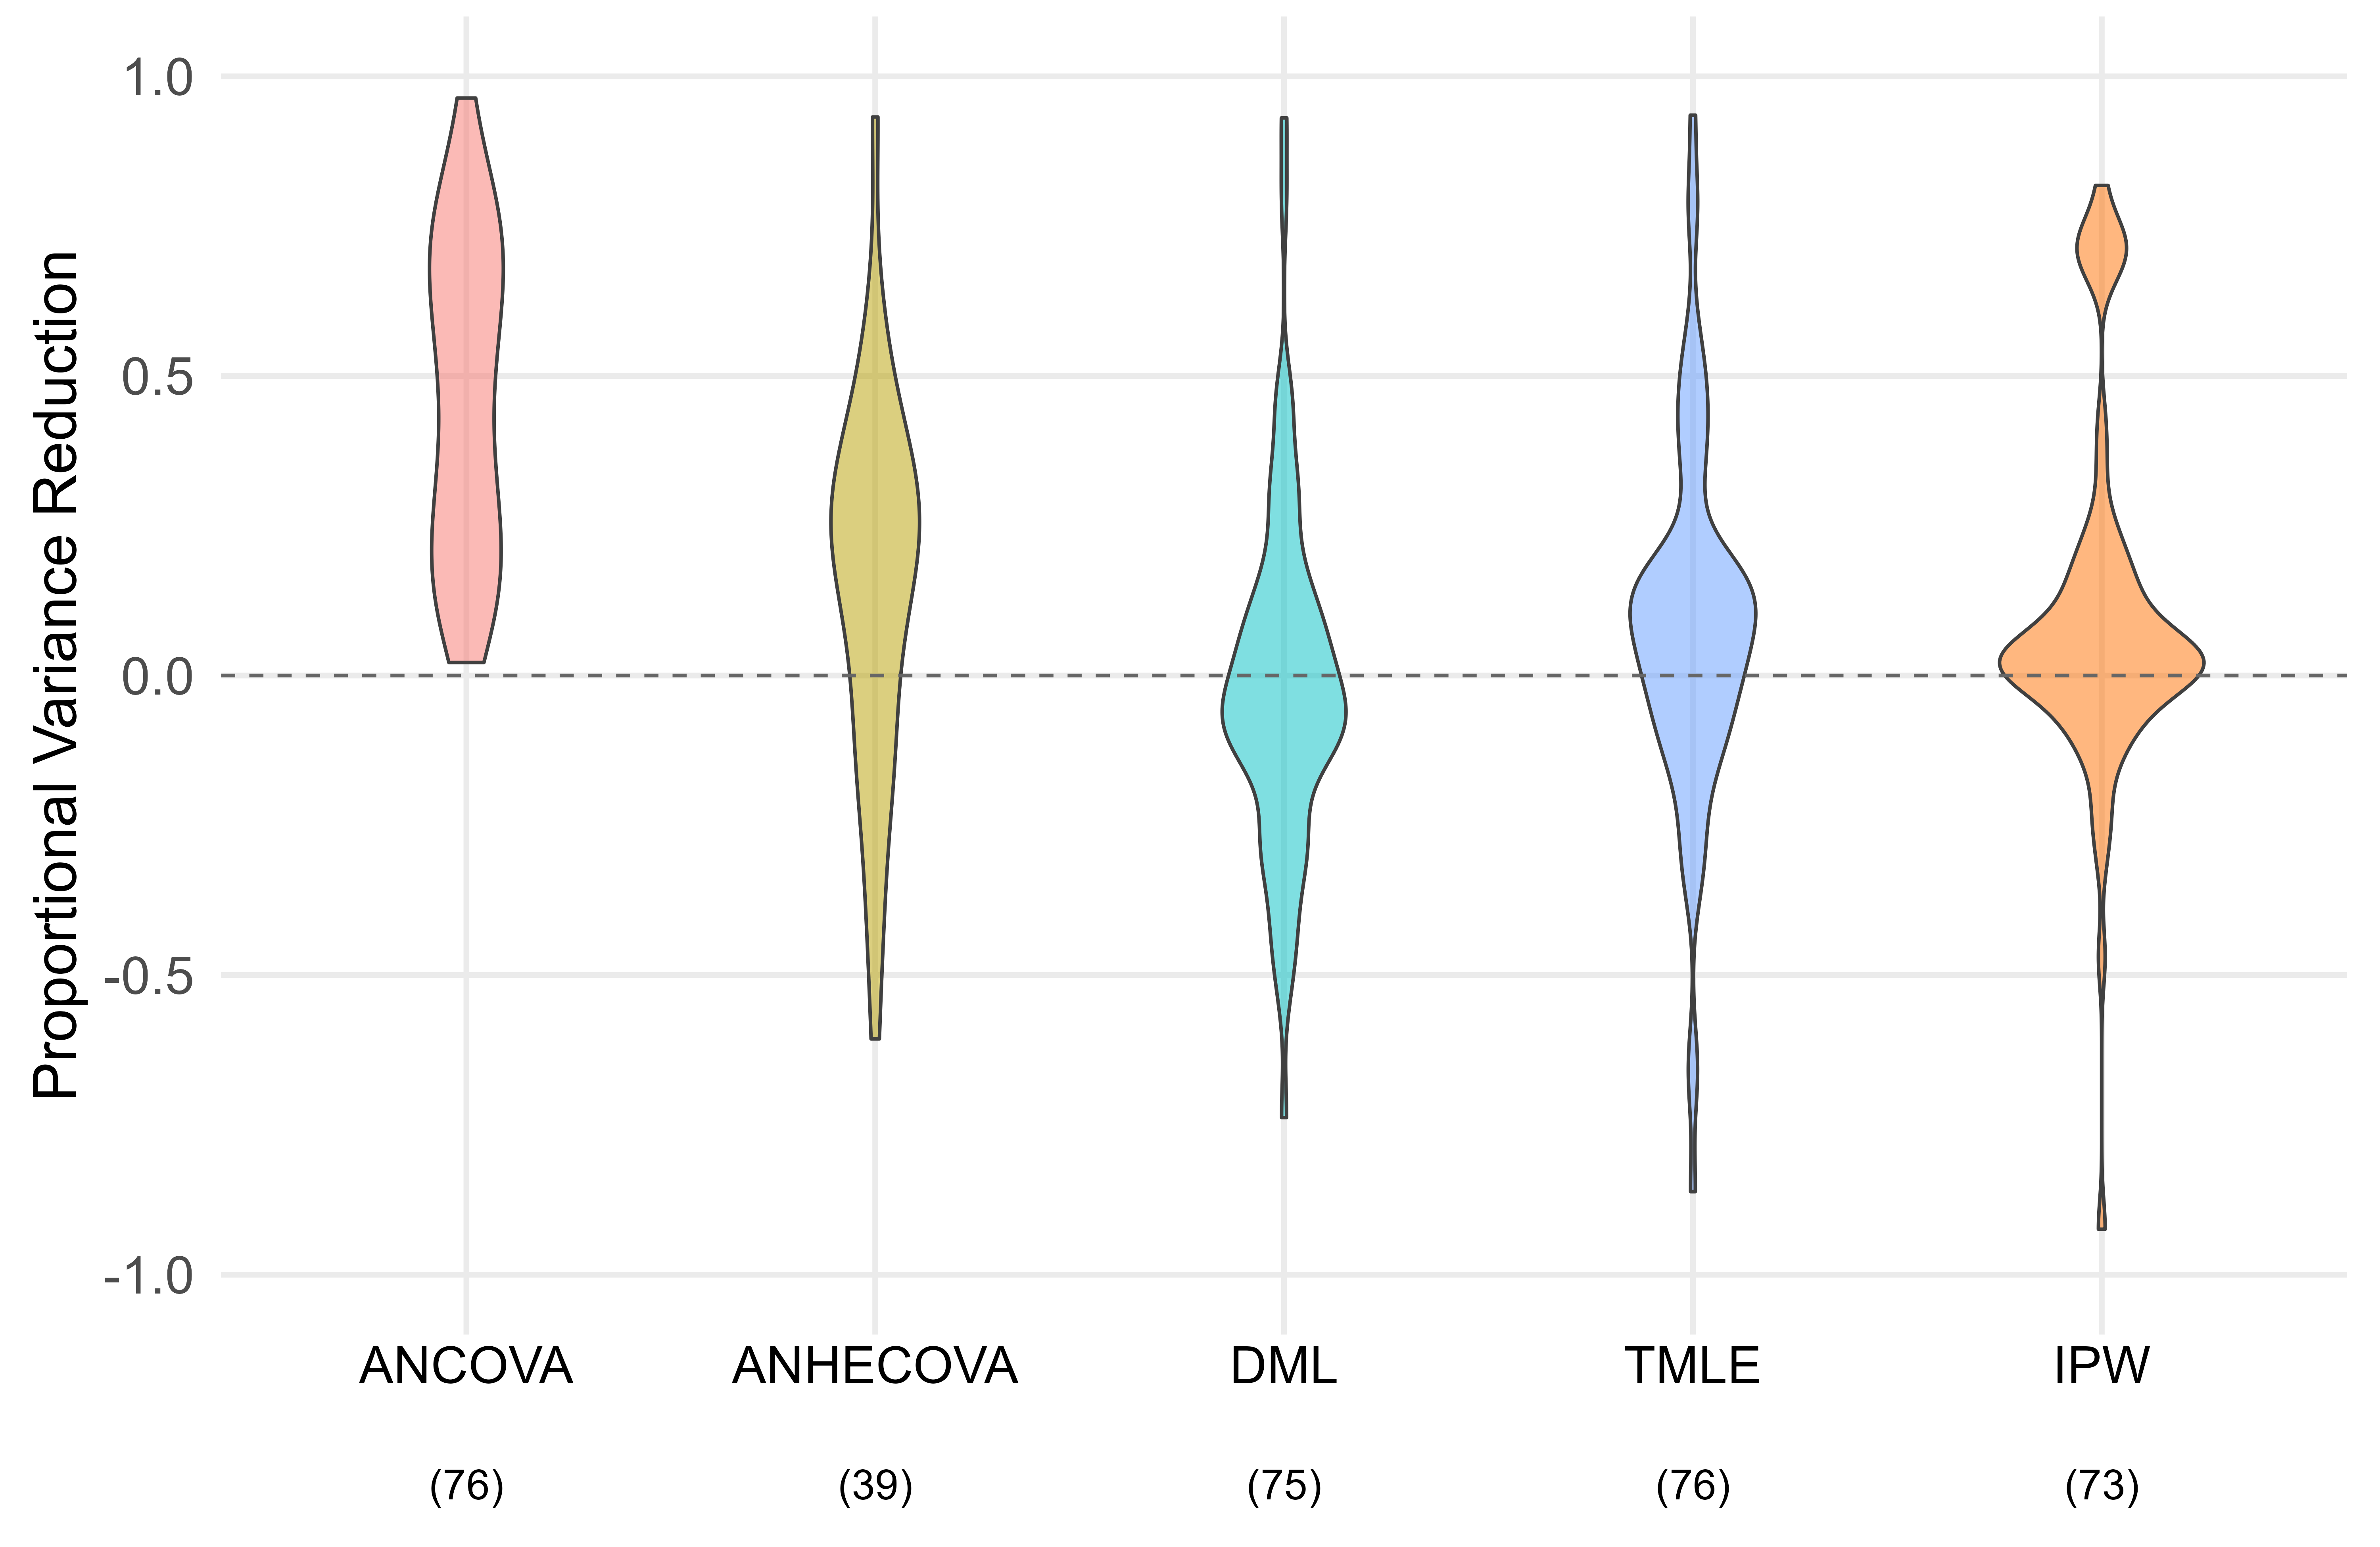 Proportional Variance Reduction
1.0
0.5
0.0
-0.5
-1.0
ANCOVA ANHECOVA DML TMLE IPW
(76) (39) (75) (76) (73)